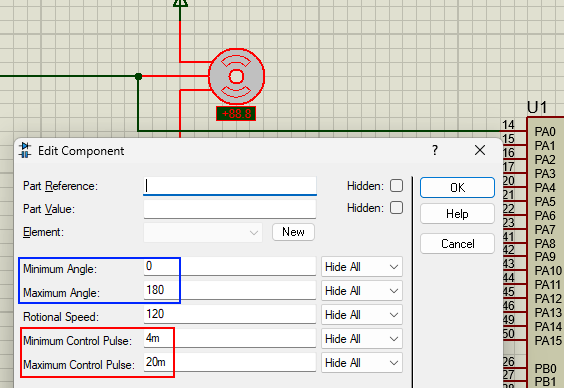 +88.8
U1
14 PA0
15 PA1
16 PA2
17 PA3
20 PA4
21 PA5
22 PA6
23 PA7
41 PA8
42 PA9
43 PA10
44 PA11
45 PA12
46 PA13
49 PA14
50 PA15
26 PB0
27 PB1
Edit Component
?
Part Reference:
Hidden:
OK
Part Value:
Hidden:
Help
Element:
New
Cancel
Minimum Angle: 0 Hide All
Maximum Angle: 180 Hide All
Rotional Speed: 120 Hide All
Minimum Control Pulse: 4m Hide All
Maximum Control Pulse: 20m Hide All